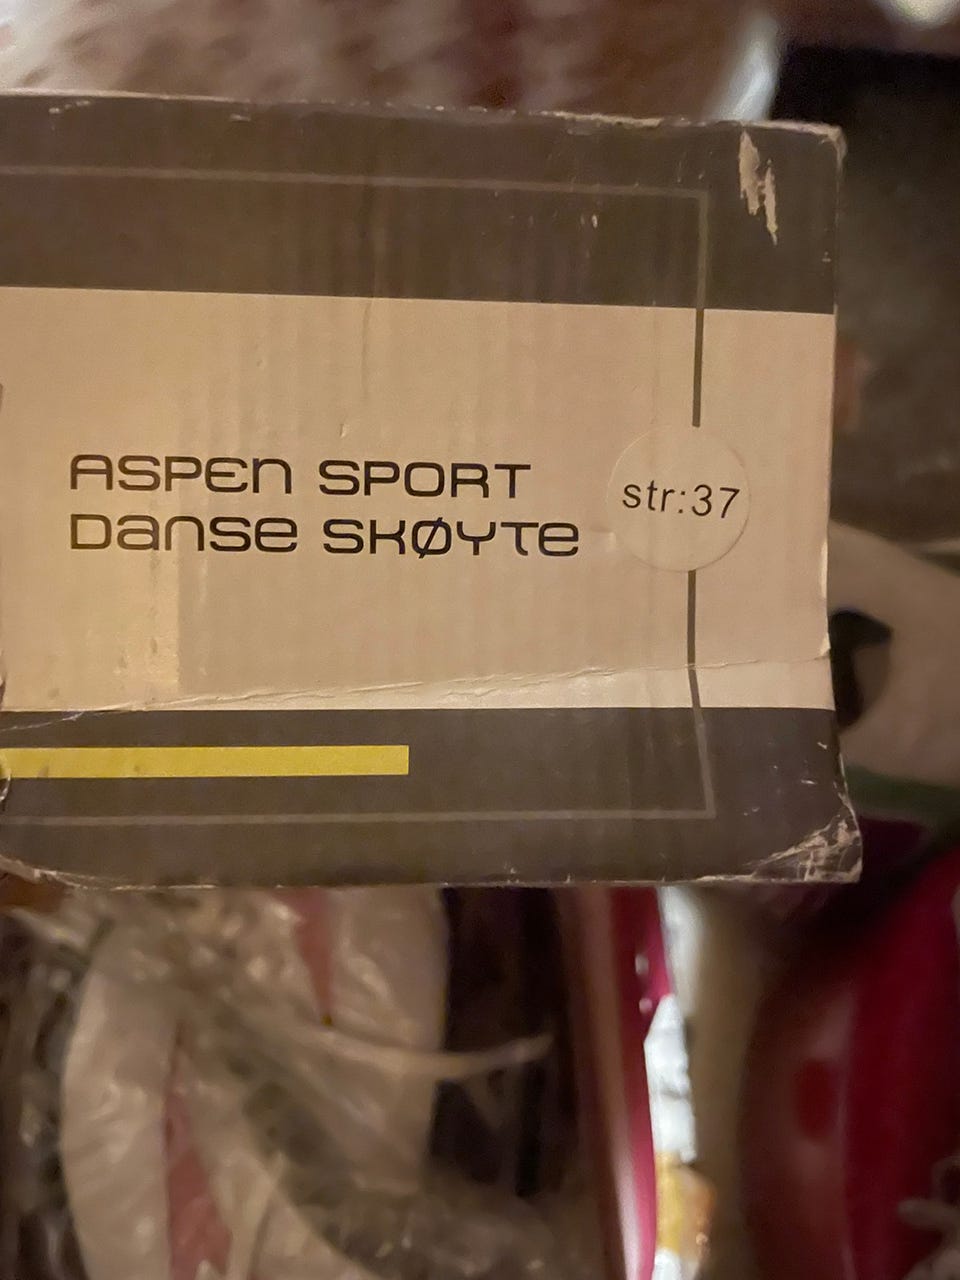 ASPEN SPORT
DANSE SKØYTE
str:37